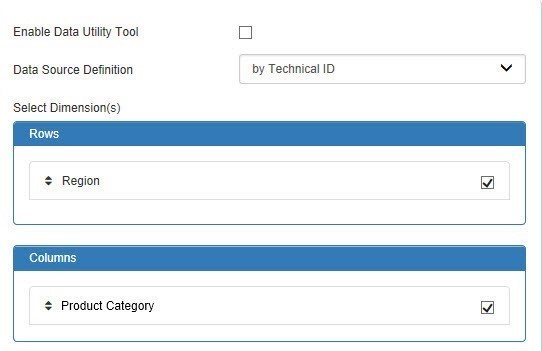 Enable Data Utility Tool
Data Source Definition
by Technical ID
Select Dimension(s)
Rows
Region
Columns
Product Category